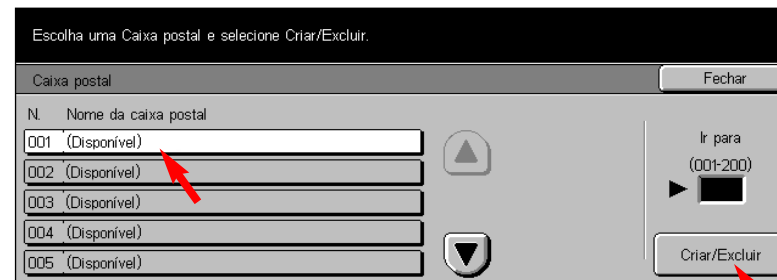 Escolha uma Caixa postal e selecione Criar/Excluir.
Caixa postal
Fechar
N. Nome da caixa postal
001 (Disponível)
002 (Disponível)
003 (Disponível)
004 (Disponível)
005 (Disponível)
Ir para
(001-200)
Criar/Excluir